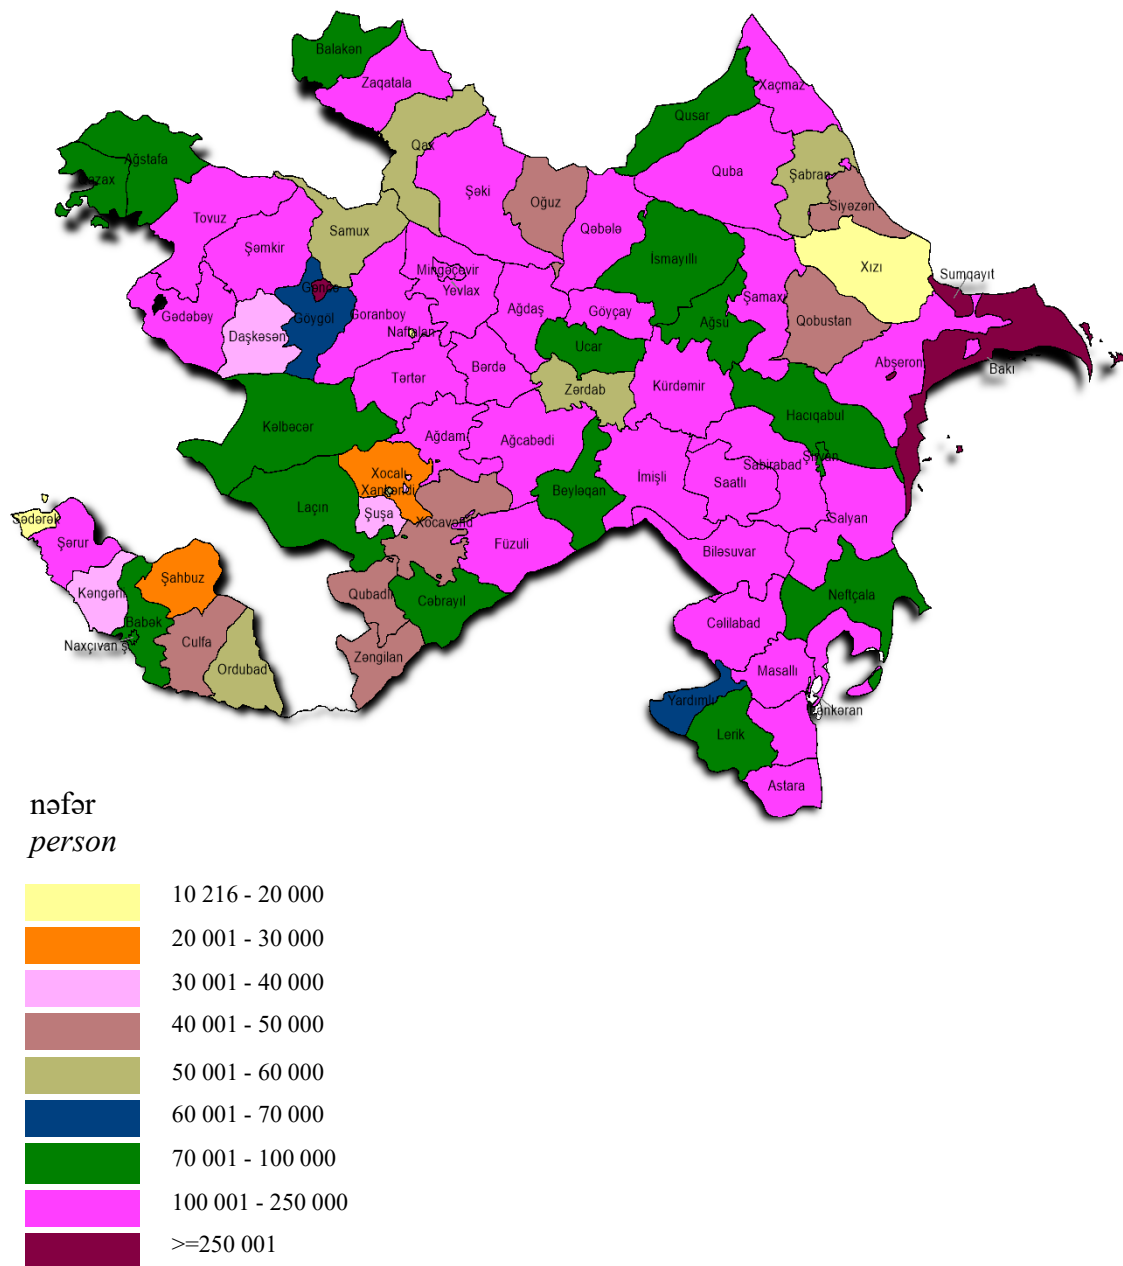 Balakən
Zaqatala
Xaçmaz
Qusar
Qax
Ağstafa
Qazax
Quba
Şabran
Şəki
Oğuz
Siyəzən
Tovuz
Samux
Qəbələ
Şəmkir
İsmayıllı
Xızı
Mingəçevir
Sumqayıt
Gəncə
Yevlax
Gədəbəy
Göygöl
Goranboy
Ağdaş
Göyçay
Şamaxı
Ağsu
Qobustan
Daşkəsən
Naftalan
Ucar
Abşeron
Bakı
Tərtər
Bərdə
Zərdab
Kürdəmir
Hacıqabul
Kəlbəcər
Ağdam
Ağcabədi
Xocalı
Xankəndi
Sabirabad
Şirvan
İmişli
Saatlı
Beyləqan
Laçın
Şuşa
Xocavənd
Salyan
Sədərək
Şərur
Füzuli
Biləsuvar
Şahbuz
Kəngərli
Qubadlı
Cəbrayıl
Neftçala
Babək
Cəlilabad
Naxçıvan ş.
Culfa
Ordubad
Zəngilan
Masallı
Yardımlı
Lənkəran
Lerik
Astara
nəfər
person
10 216 - 20 000
20 001 - 30 000
30 001 - 40 000
40 001 - 50 000
50 001 - 60 000
60 001 - 70 000
70 001 - 100 000
100 001 - 250 000
>=250 001